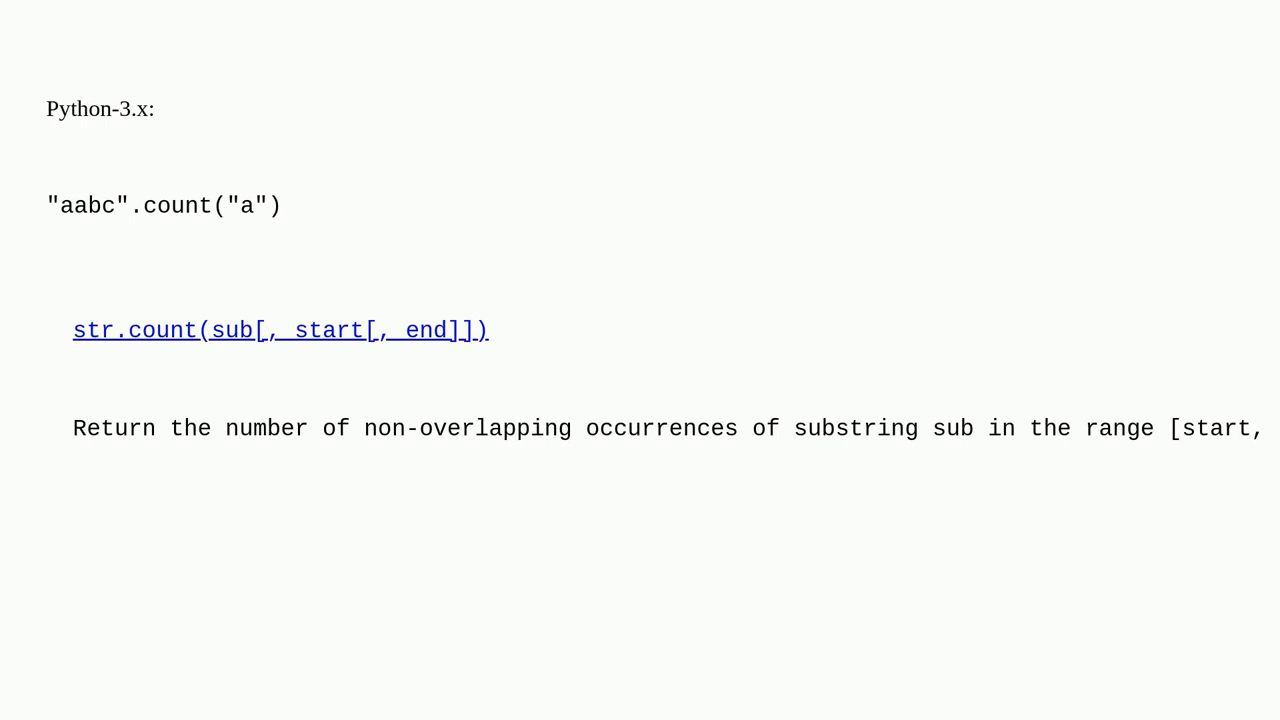 Python-3.x:
"aabc".count("a")
str.count(sub[, start[, end]])
Return the number of non-overlapping occurrences of substring sub in the range [start,